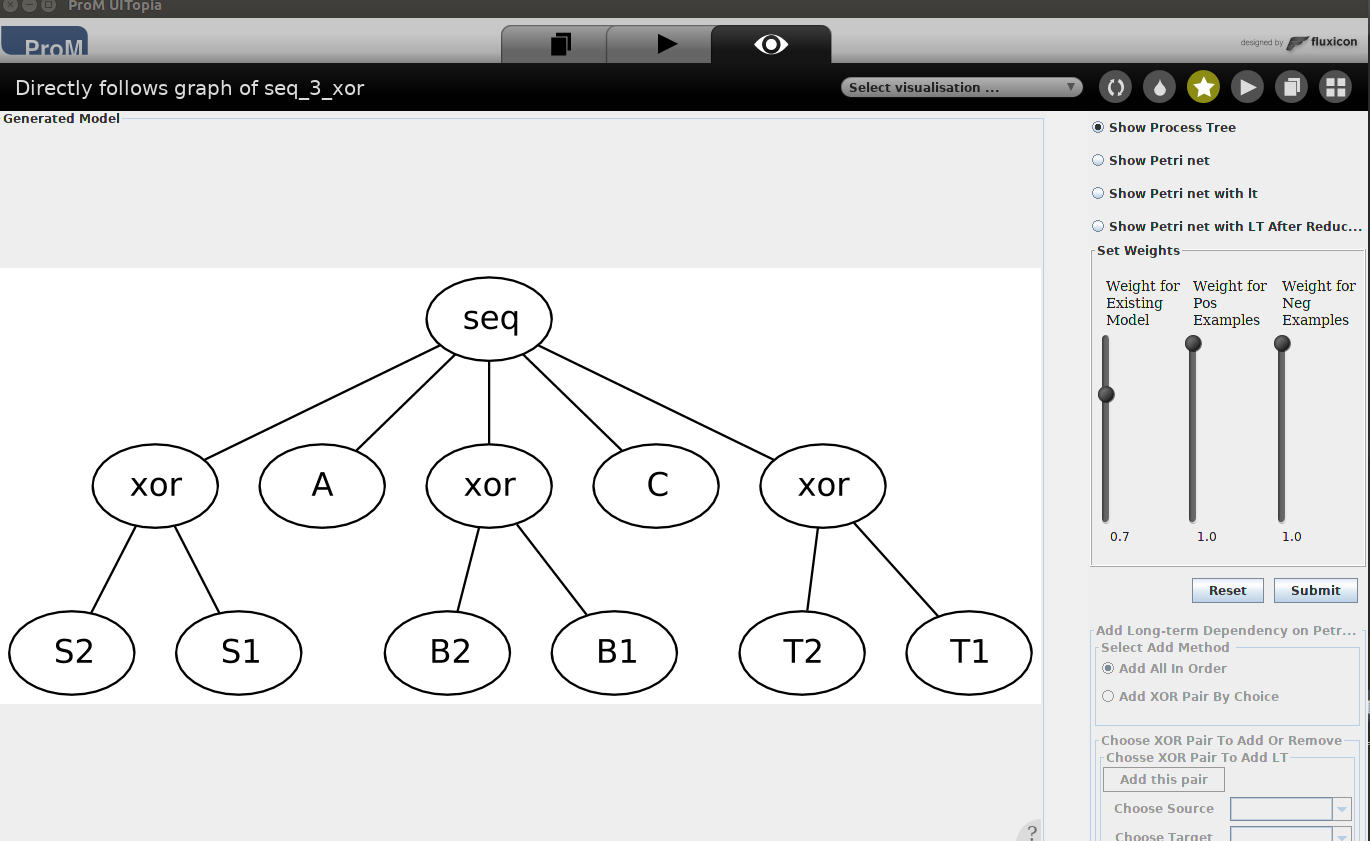 ProM UITopia
ProM
designed by fluxicon
Directly follows graph of seq_3_xor
Select visualisation ...
Generated Model
seq
xor
A
xor
C
xor
S2
S1
B2
B1
T2
T1
?
Show Process Tree
Show Petri net
Show Petri net with lt
Show Petri net with LT After Reduc...
Set Weights
Weight for
Existing
Model
Weight for
Pos
Examples
Weight for
Neg
Examples
0.7
1.0
1.0
Reset
Submit
Add Long-term Dependency on Petr...
Select Add Method
Add All In Order
Add XOR Pair By Choice
Choose XOR Pair To Add Or Remove
Chosse XOR Pair To Add LT
Add this pair
Choose Source
Choose Target